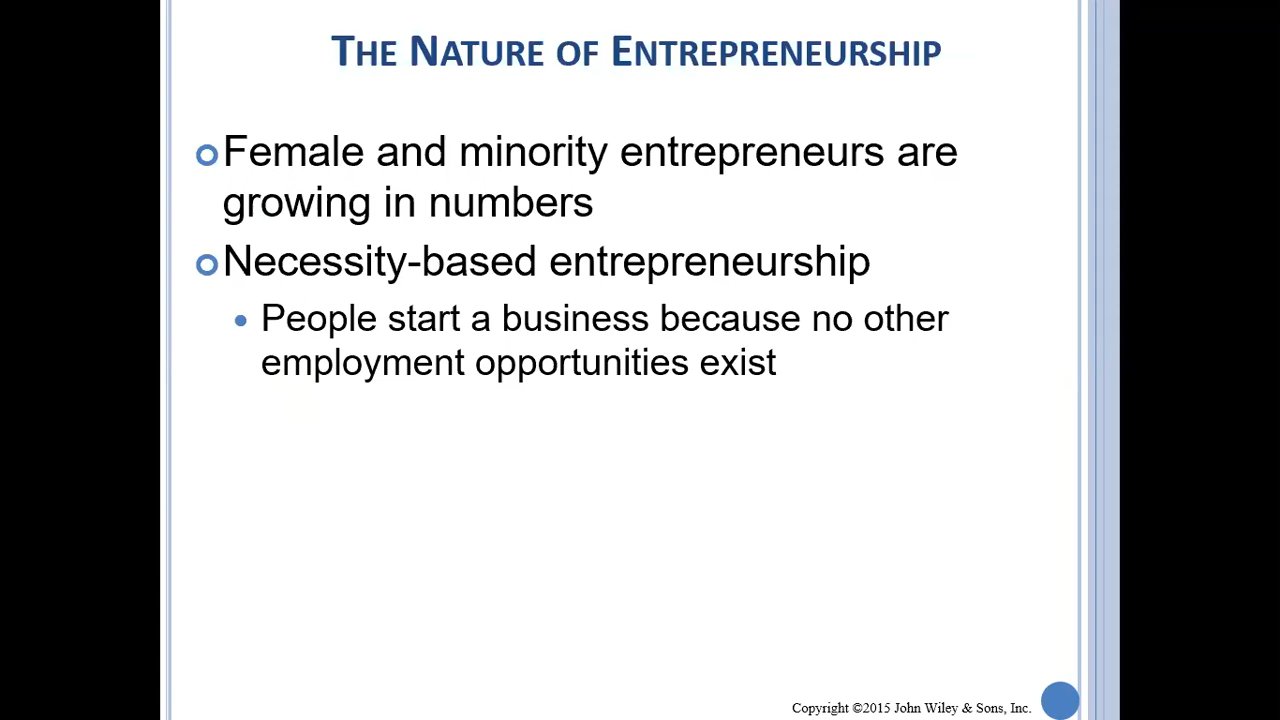 THE NATURE OF ENTREPRENEURSHIP
Female and minority entrepreneurs are
growing in numbers
Necessity-based entrepreneurship
People start a business because no other
employment opportunities exist
Copyright ©2015 John Wiley & Sons, Inc.